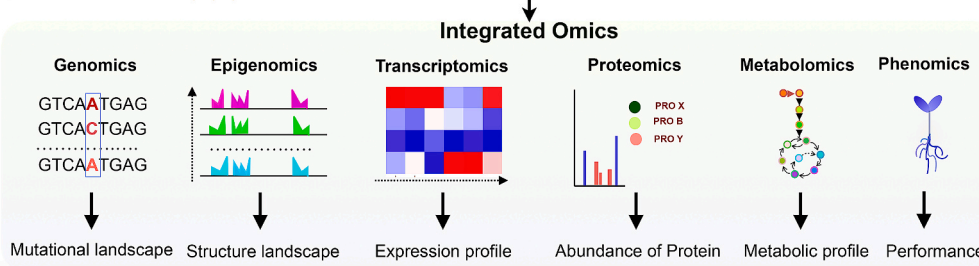 Integrated Omics
Genomics
Epigenomics
Transcriptomics
Proteomics
Metabolomics
Phenomics
GTCAATGAG
GTCACTGAG
GTCAATGAG
PRO X
PRO B
PRO Y
Mutational landscape
Structure landscape
Expression profile
Abundance of Protein
Metabolic profile
Performance